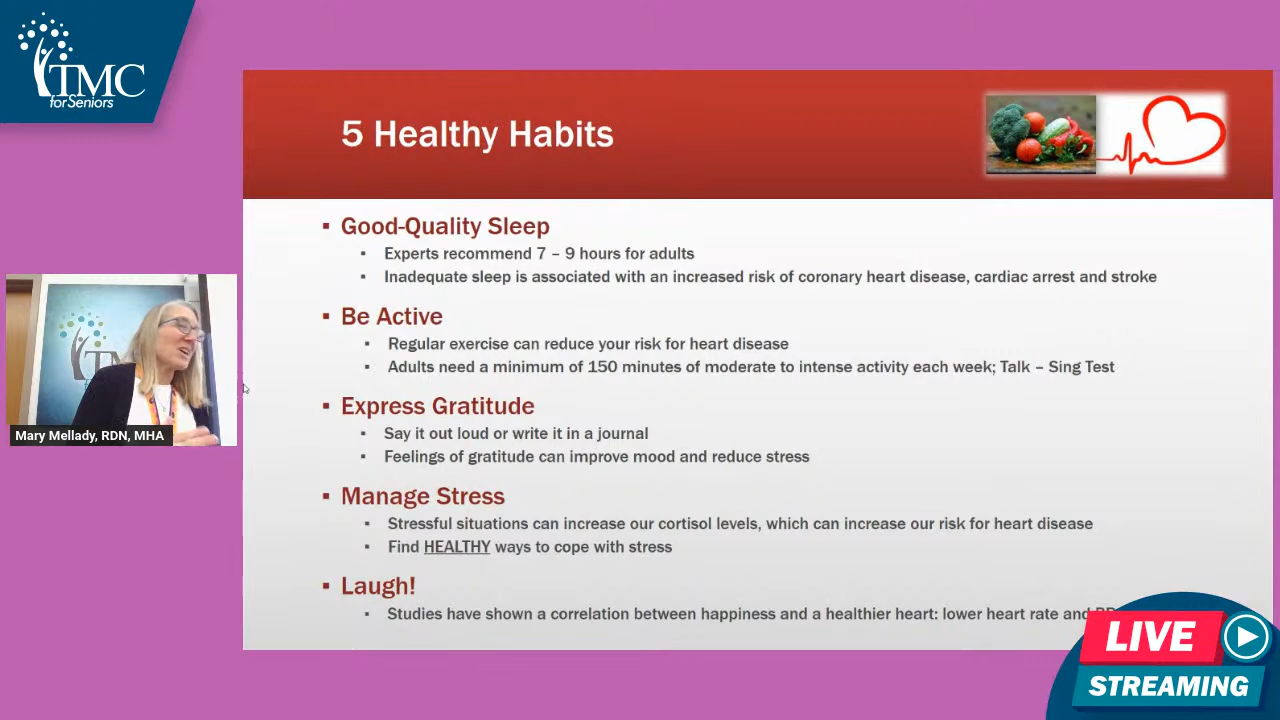 TMC
for Seniors
5 Healthy Habits
▪ Good-Quality Sleep
▪ Experts recommend 7 – 9 hours for adults
▪ Inadequate sleep is associated with an increased risk of coronary heart disease, cardiac arrest and stroke
▪ Be Active
▪ Regular exercise can reduce your risk for heart disease
▪ Adults need a minimum of 150 minutes of moderate to intense activity each week; Talk – Sing Test
▪ Express Gratitude
▪ Say it out loud or write it in a journal
▪ Feelings of gratitude can improve mood and reduce stress
▪ Manage Stress
▪ Stressful situations can increase our cortisol levels, which can increase our risk for heart disease
▪ Find HEALTHY ways to cope with stress
▪ Laugh!
▪ Studies have shown a correlation between happiness and a healthier heart: lower heart rate and
Mary Mellady, RDN, MHA
LIVE
STREAMING